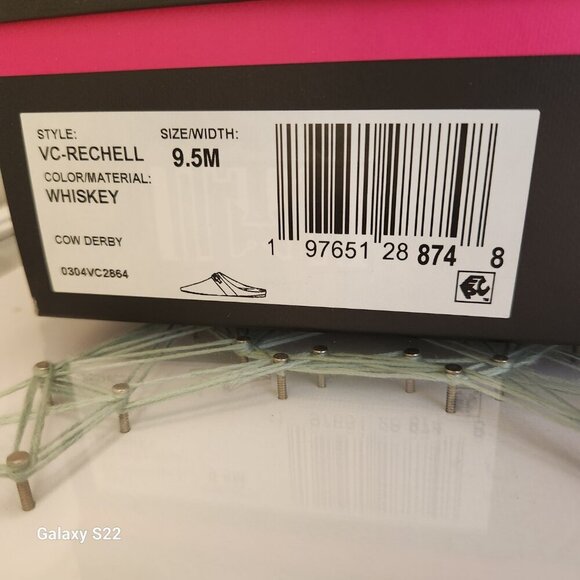 STYLE: SIZE/WIDTH:
VC-RECHELL 9.5M
COLOR/MATERIAL:
WHISKEY
COW DERBY
0304VC2864
1 97651 28 874 8
Galaxy S22